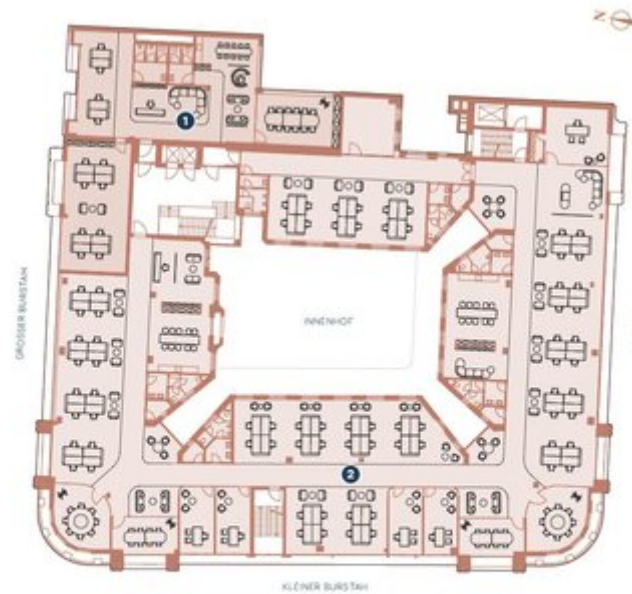 N
1
GROSSER BURSTAH
INNENHOF
2
KLEINER BURSTAH